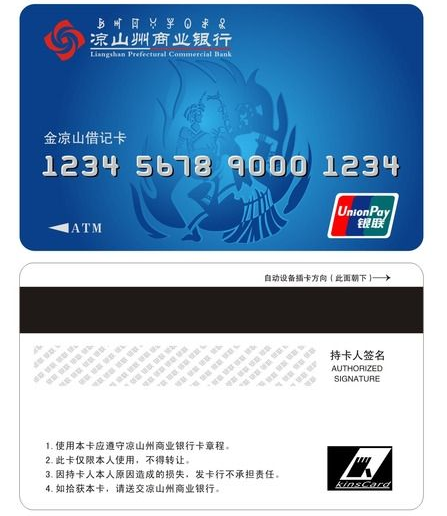 凉山州商业银行
Liangshan Prefectural Commercial Bank
金凉山借记卡
1234 5678 9000 1234
ATM
UnionPay
银联
自动设备插卡方向（此面朝下）
持卡人签名
AUTHORIZED
SIGNATURE
1.使用本卡应遵守凉山州商业银行卡章程。
2.此卡仅限本人使用，不得转让。
3.因持卡人本人原因造成的损失，发卡行不承担责任。
4.如拾获本卡，请送交凉山州商业银行。
kinsCard